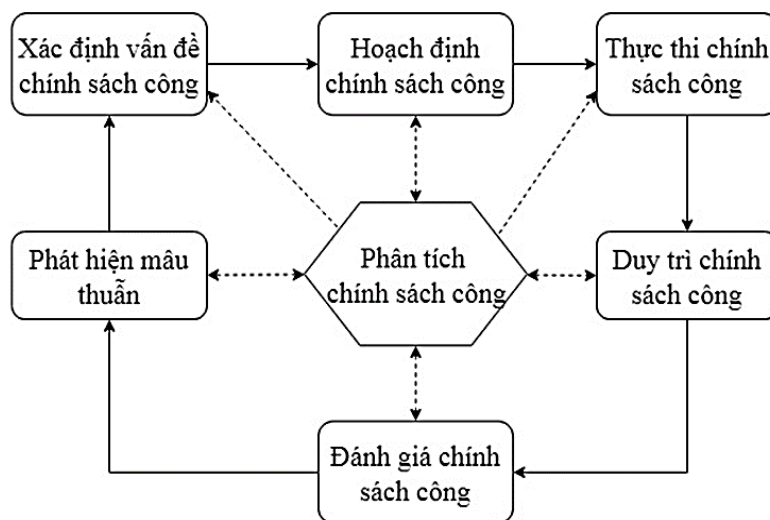 Xác định vấn đề
chính sách công
Hoạch định
chính sách công
Thực thi chính
sách công
Phát hiện mâu
thuẫn
Phân tích
chính sách công
Duy trì chính
sách công
Đánh giá chính
sách công